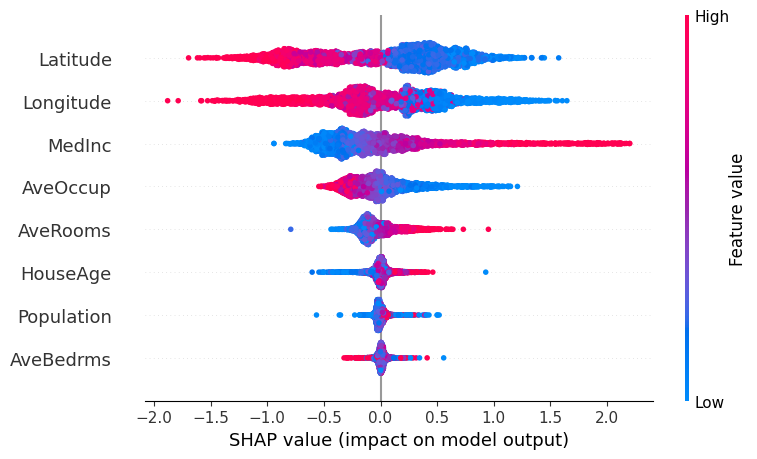 High
Latitude
Longitude
MedInc
AveOccup
AveRooms
HouseAge
Population
AveBedrms
Feature value
Low
−2.0 −1.5 −1.0 −0.5 0.0 0.5 1.0 1.5 2.0
SHAP value (impact on model output)